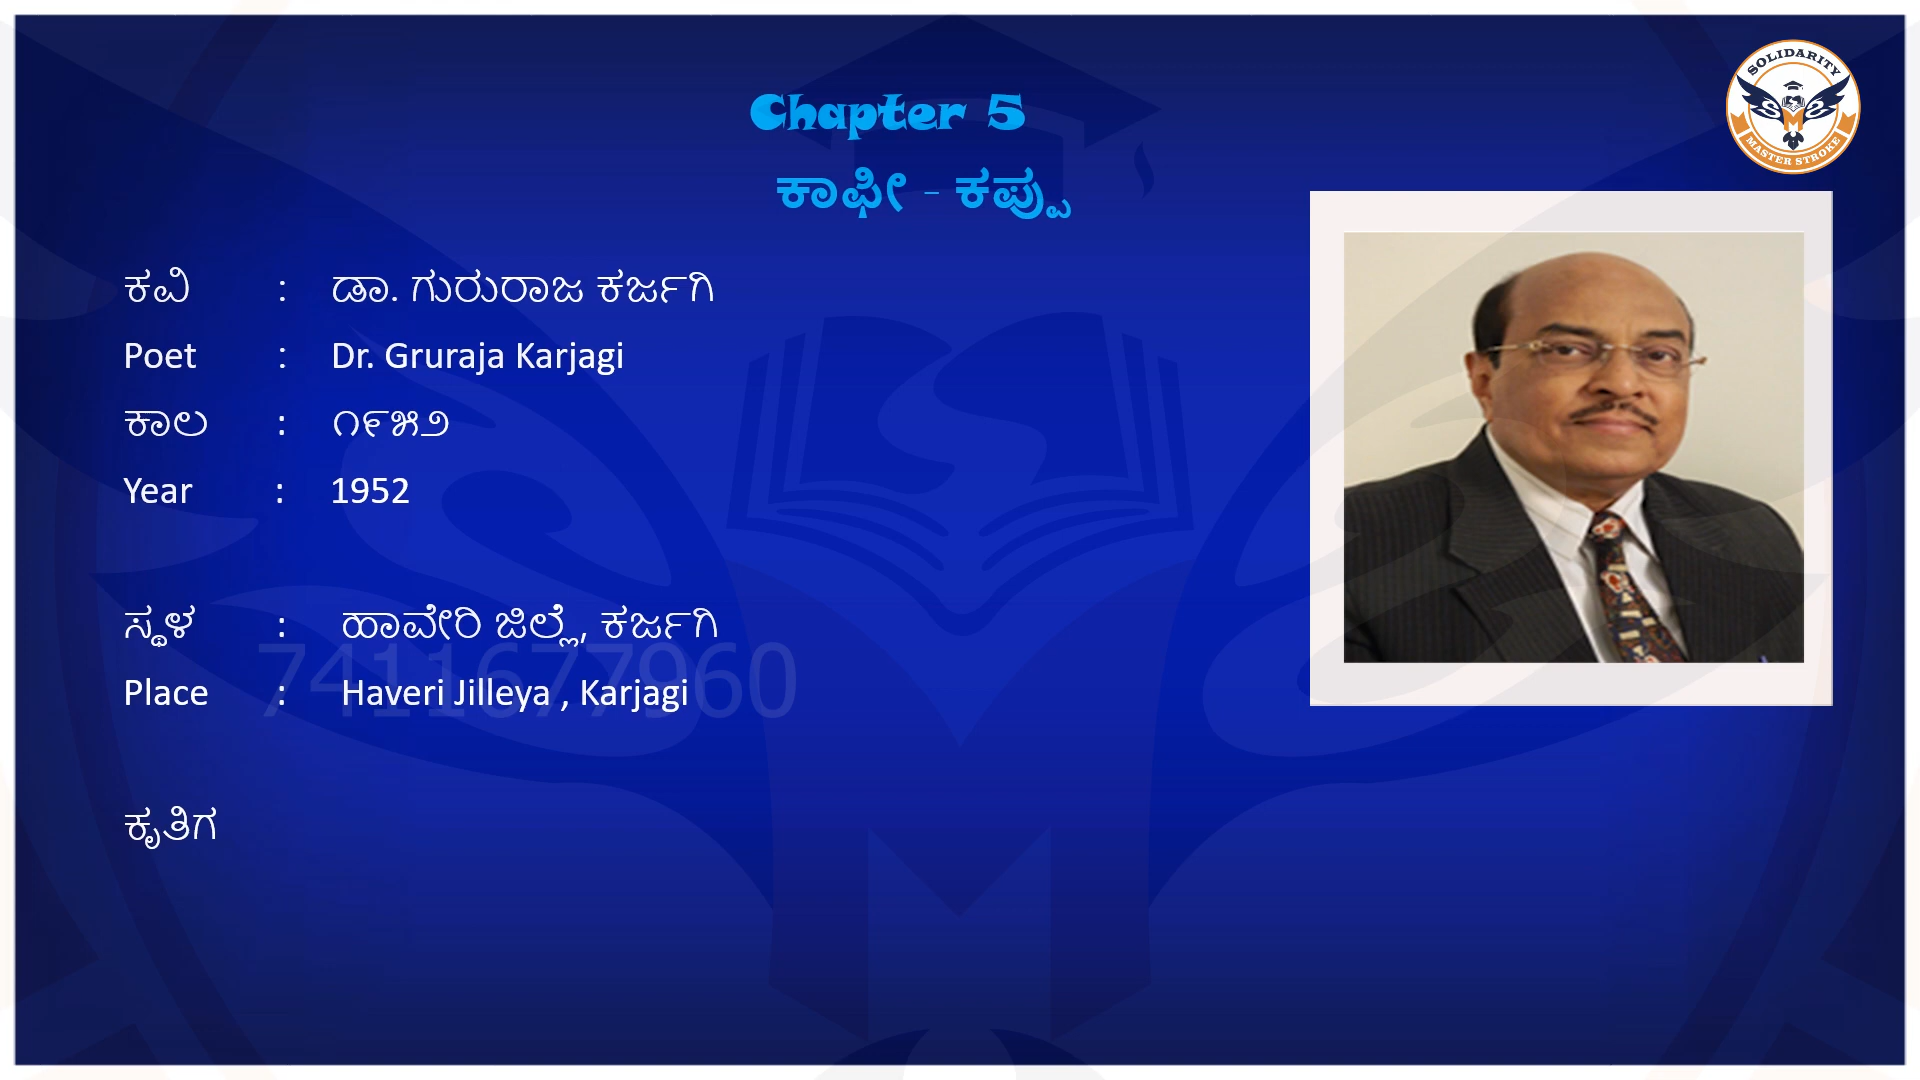 SOLIDARITY
MASTER STROKE
Chapter 5
ಕಾಫೀ - ಕಪ್ಪು
ಕವಿ : ಡಾ. ಗುರುರಾಜ ಕರ್ಜಗಿ
Poet : Dr. Gruraja Karjagi
ಕಾಲ : ೧೯೫೨
Year : 1952
ಸ್ಥಳ : ಹಾವೇರಿ ಜಿಲ್ಲೆ, ಕರ್ಜಗಿ
7411677960
Place : Haveri Jilleya , Karjagi
ಕೃತಿಗ